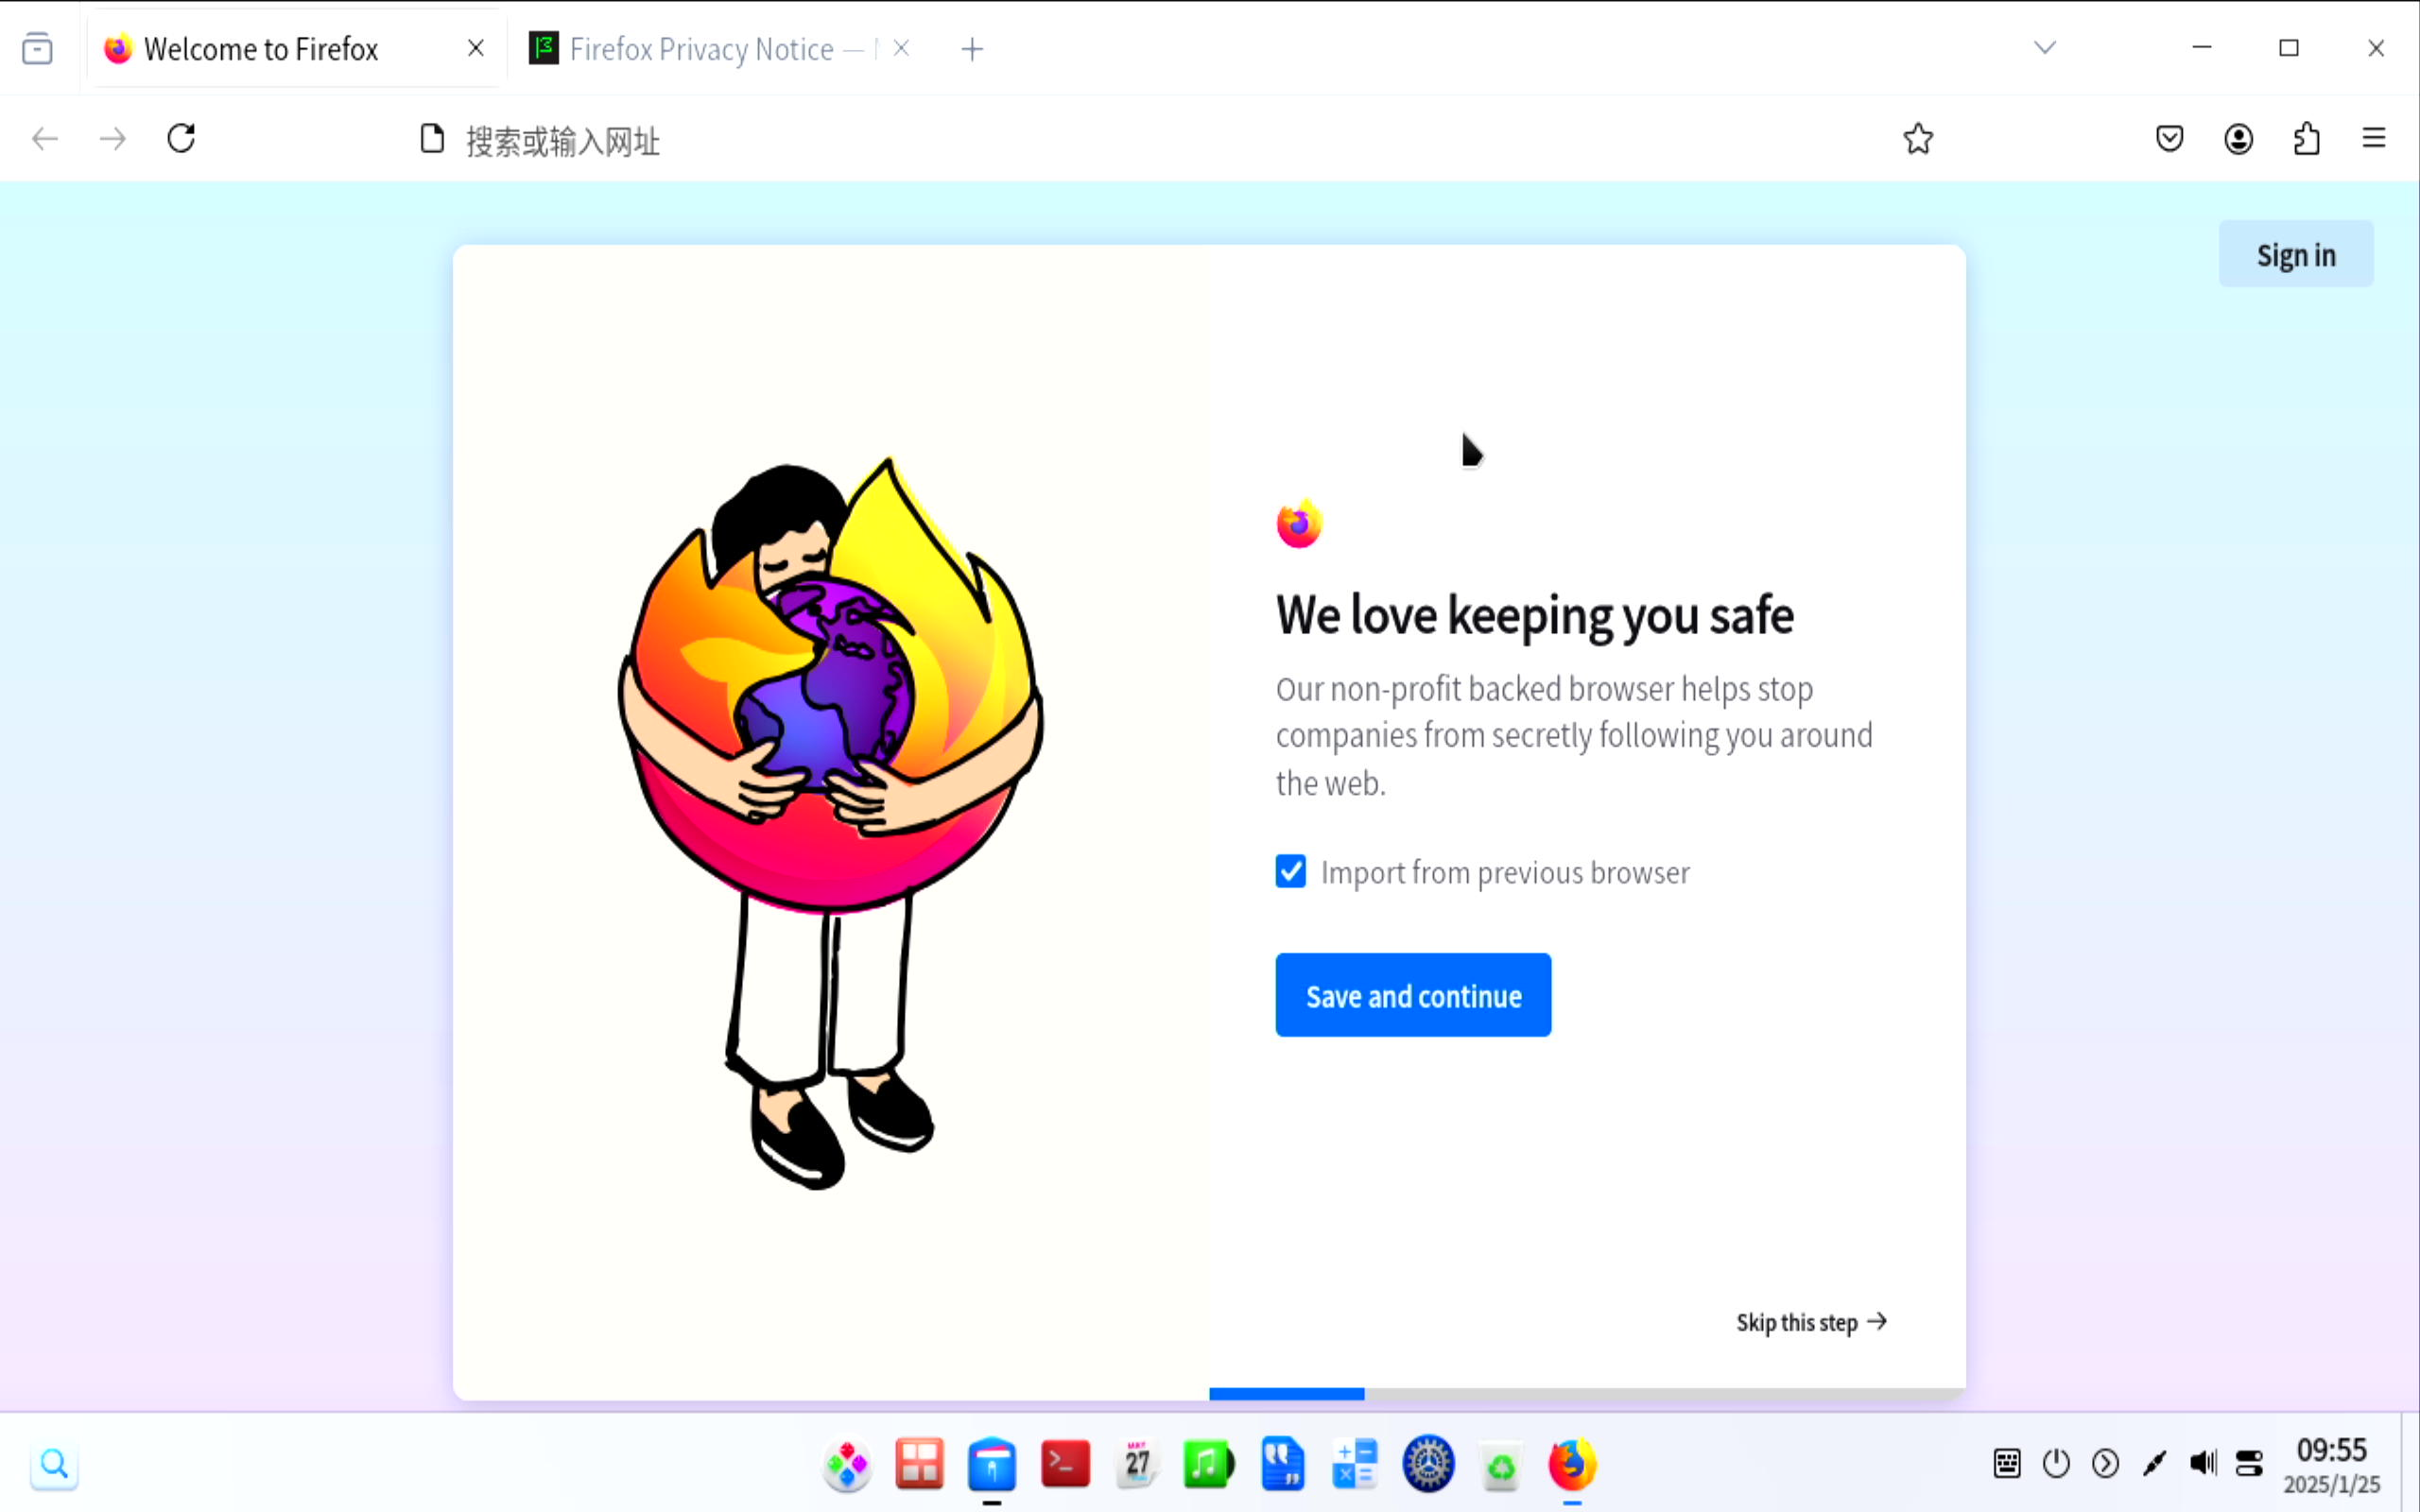 Welcome to Firefox
Firefox Privacy Notice —
搜索或输入网址
Sign in
We love keeping you safe
Our non-profit backed browser helps stop
companies from secretly following you around
the web.
Import from previous browser
Save and continue
Skip this step
MAY
27
09:55
2025/1/25